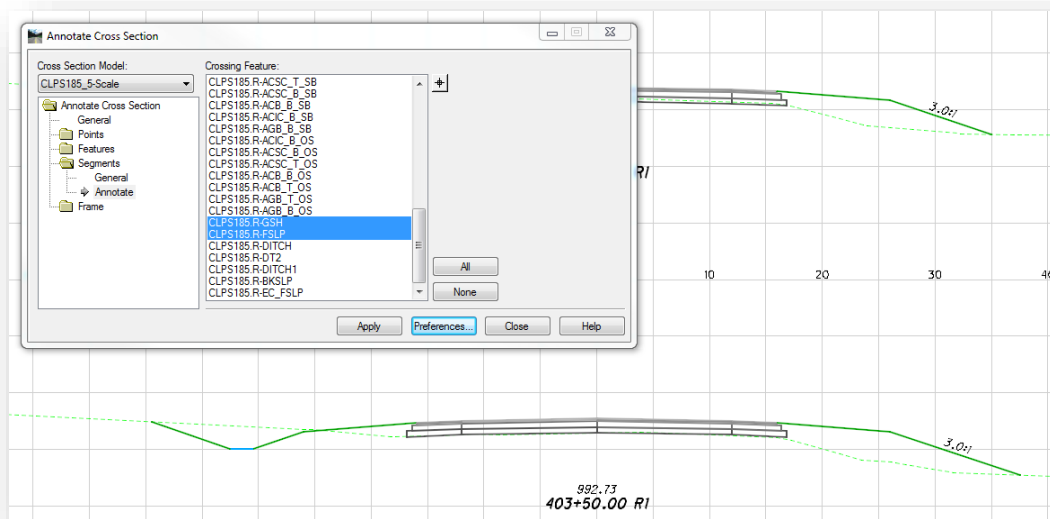 Annotate Cross Section
Cross Section Model:
CLPS185_5-Scale
Annotate Cross Section
General
Points
Features
Segments
General
Annotate
Frame
Crossing Feature:
CLPS185.R-ACSC_T_SB
CLPS185.R-ACSC_B_SB
CLPS185.R-ACB_B_SB
CLPS185.R-ACIC_B_SB
CLPS185.R-AGB_B_SB
CLPS185.R-ACIC_B_OS
CLPS185.R-ACSC_B_OS
CLPS185.R-ACSC_T_OS
CLPS185.R-ACB_B_OS
CLPS185.R-ACB_T_OS
CLPS185.R-AGB_T_OS
CLPS185.R-AGB_B_OS
CLPS185.R-GSH
CLPS185.R-FSLP
CLPS185.R-DITCH
CLPS185.R-DT2
CLPS185.R-DITCH1
CLPS185.R-BKSLP
CLPS185.R-EC_FSLP
All
None
Apply
Preferences...
Close
Help
3.0:1
R1
10
20
30
3.0:1
992.73
403+50.00 R1